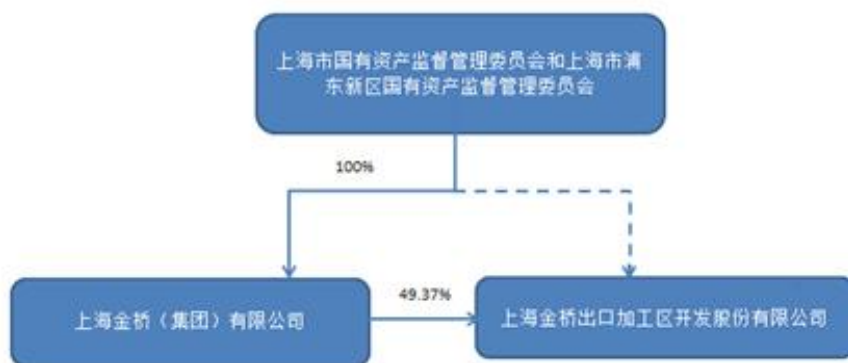 上海市国有资产监督管理委员会和上海市浦
东新区国有资产监督管理委员会
100%
49.37%
上海金桥（集团）有限公司
上海金桥出口加工区开发股份有限公司